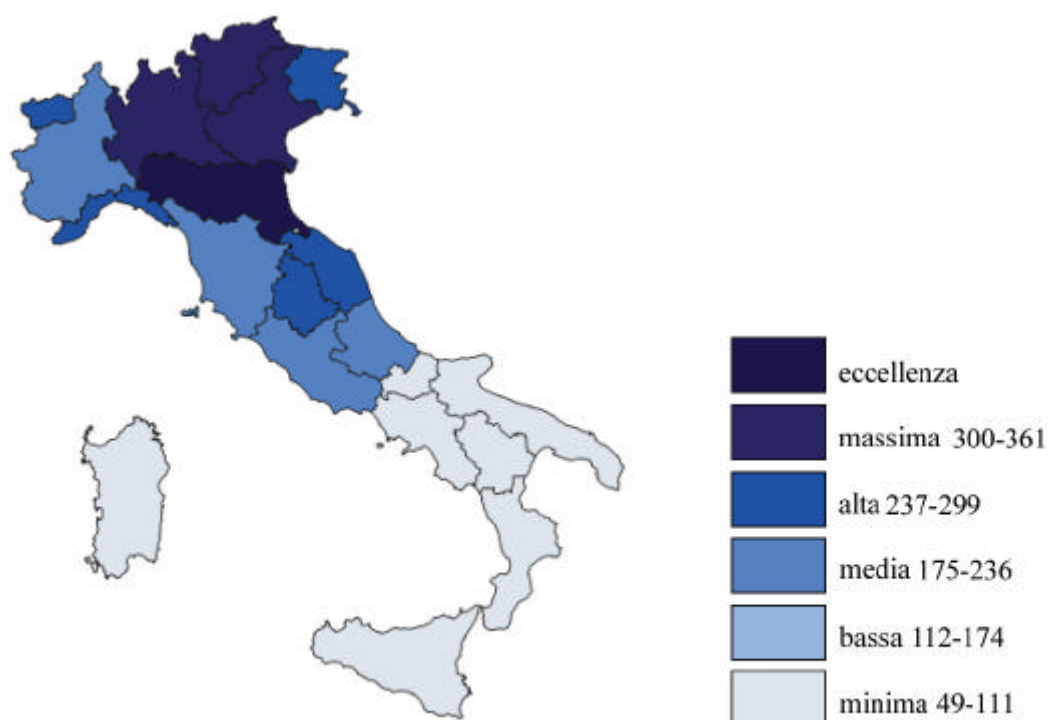 eccellenza
massima 300-361
alta 237-299
media 175-236
bassa 112-174
minima 49-111